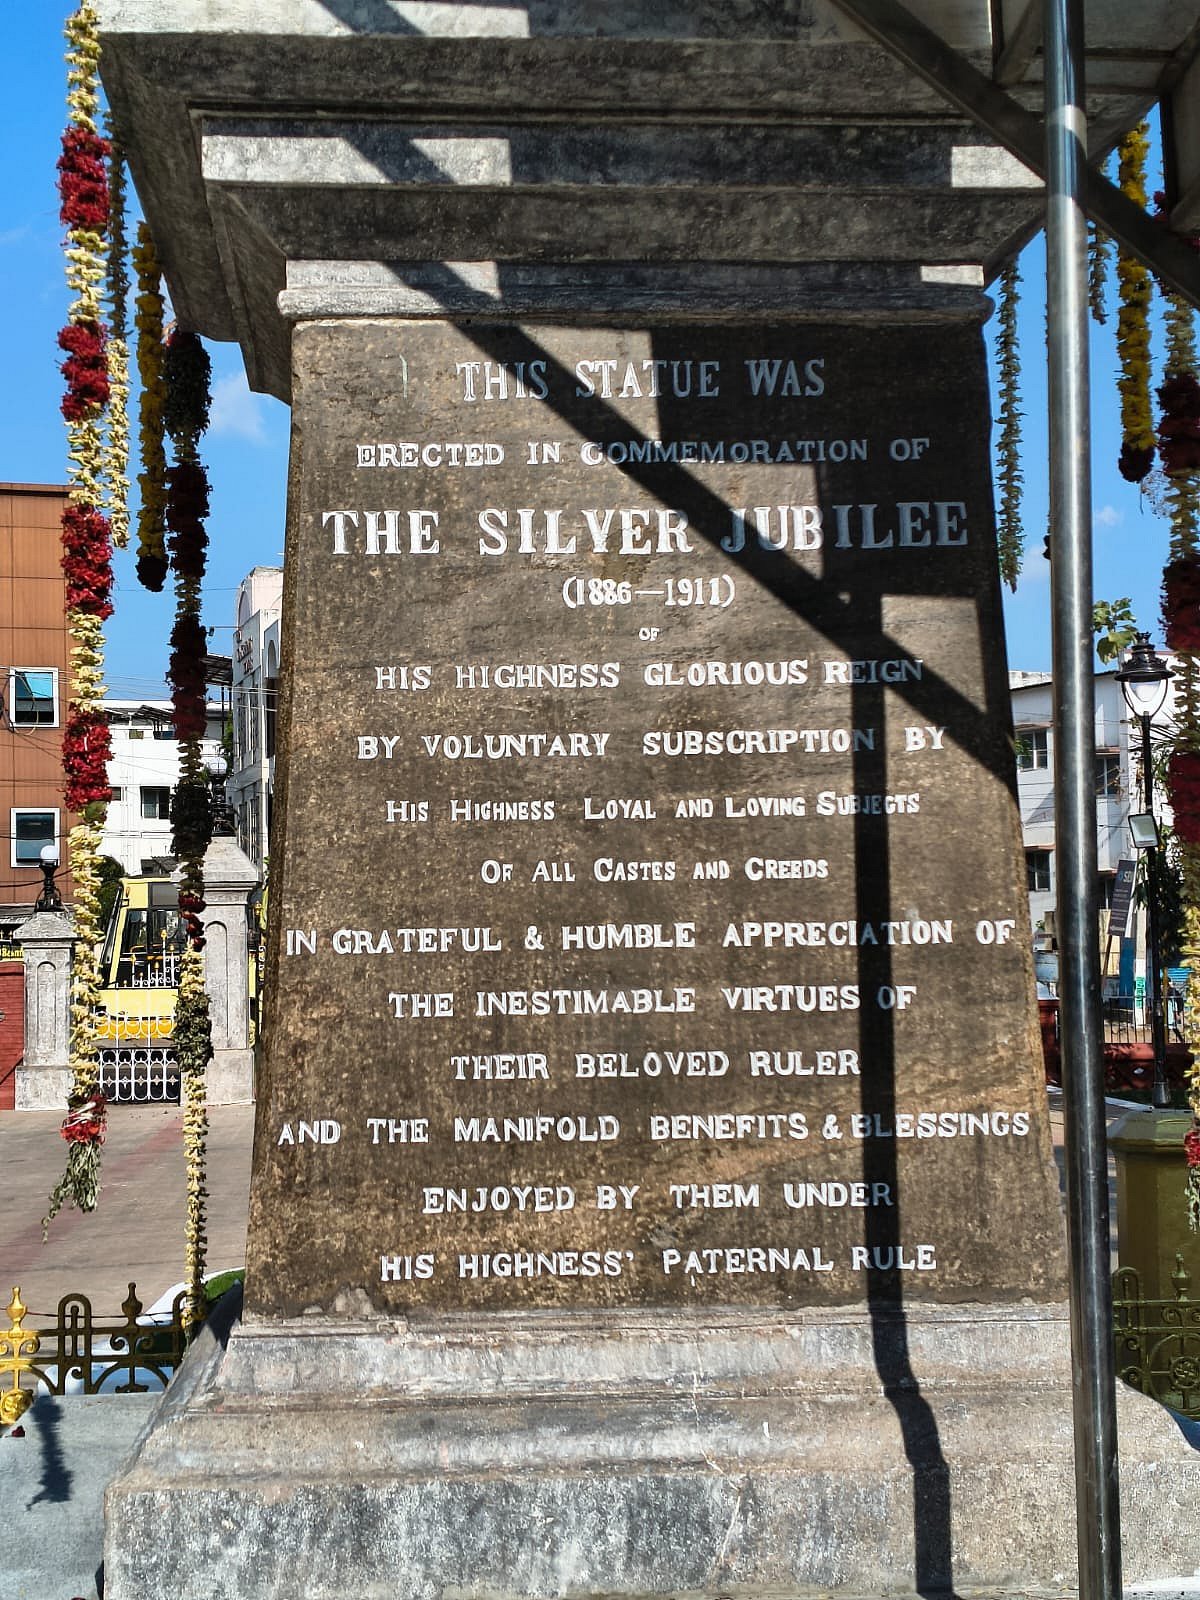 THIS STATUE WAS
ERECTED IN COMMEMORATION OF
THE SILVER JUBILEE
(1886—1911)
OF
HIS HIGHNESS GLORIOUS REIGN
BY VOLUNTARY SUBSCRIPTION BY
HIS HIGHNESS LOYAL AND LOVING SUBJECTS
OF ALL CASTES AND CREEDS
IN GRATEFUL & HUMBLE APPRECIATION OF
THE INESTIMABLE VIRTUES OF
THEIR BELOVED RULER
AND THE MANIFOLD BENEFITS & BLESSINGS
ENJOYED BY THEM UNDER
HIS HIGHNESS' PATERNAL RULE